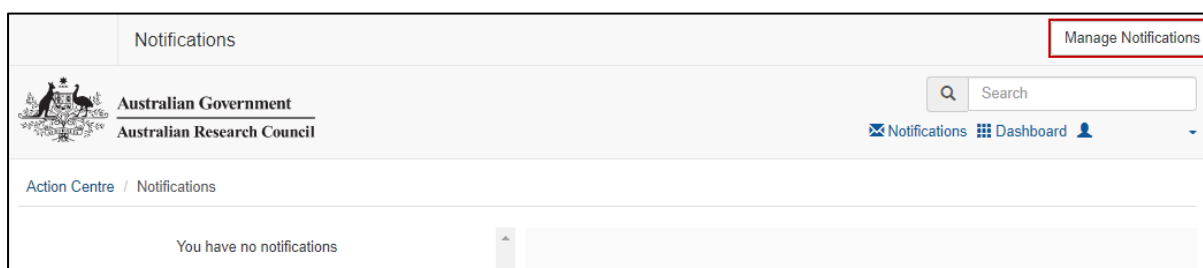 Notifications Manage Notifications
Australian Government
Australian Research Council
Search
Notifications Dashboard
Action Centre / Notifications
You have no notifications